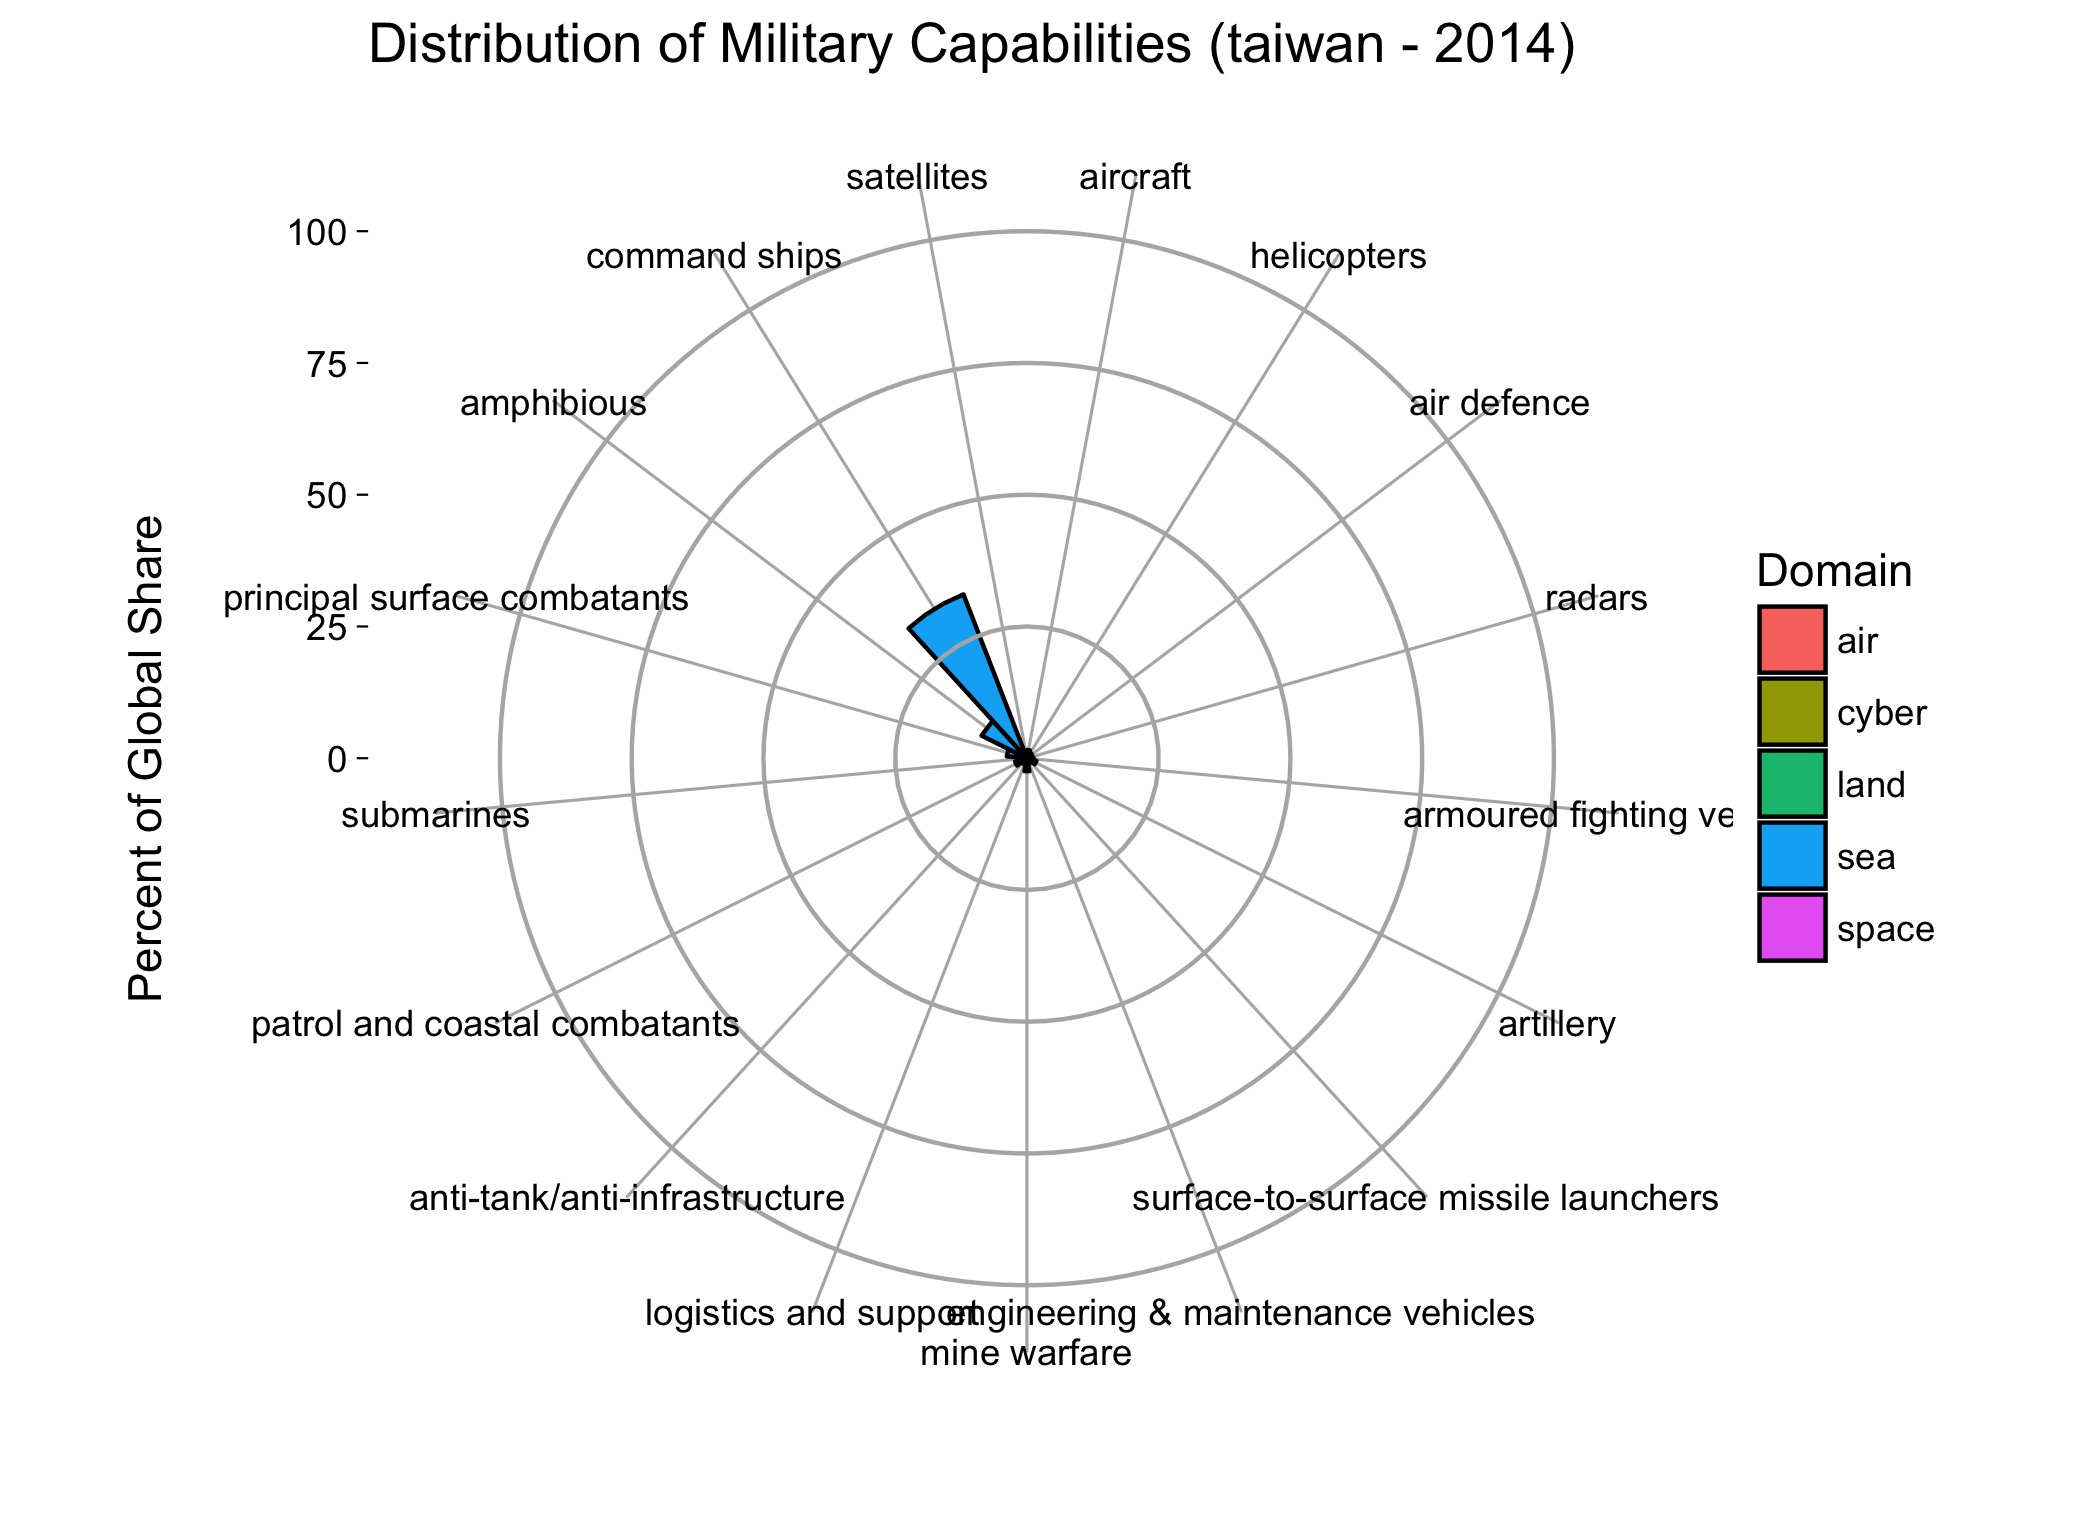 Distribution of Military Capabilities (taiwan - 2014)
satellites
aircraft
100
command ships
helicopters
75
amphibious
air defence
50
principal surface combatants
radars
25
0
submarines
armoured fighting ve
patrol and coastal combatants
artillery
anti-tank/anti-infrastructure
surface-to-surface missile launchers
logistics and support
engineering & maintenance vehicles
mine warfare
Percent of Global Share
Domain
air
cyber
land
sea
space